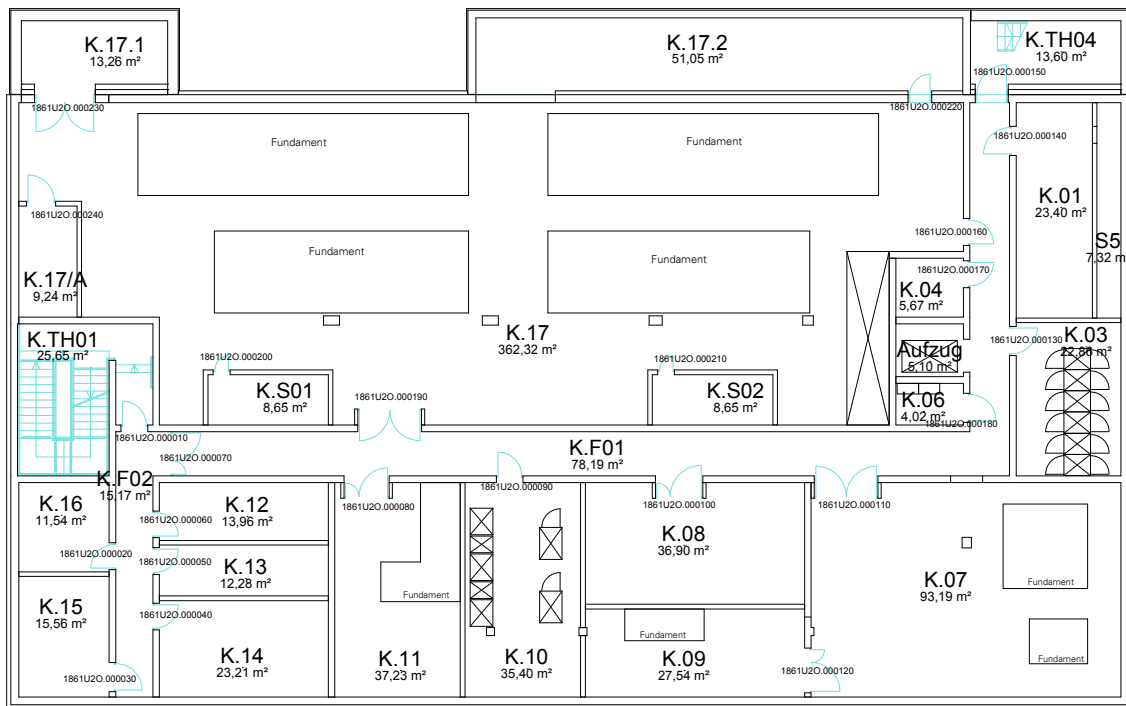 K.17.1
13,26 m²
K.17.2
51,05 m²
K.TH04
13,60 m²
1861U2O.000150
1861U2O.000230
1861U2O.000220
Fundament
Fundament
1861U2O.000140
K.01
23,40 m²
1861U2O.000240
1861U2O.000160
S5
7,32 m
Fundament
Fundament
1861U2O.000170
K.17/A
9,24 m²
K.04
5,67 m²
K.17
362,32 m²
K.TH01
25,65 m²
K.03
22,86 m²
1861U2O.000130
Aufzug
5,10 m²
1861U2O.000200
1861U2O.000210
K.S01
8,65 m²
1861U2O.000190
K.S02
8,65 m²
K.06
4,02 m²
1861U2O.000180
1861U2O.000010
K.F01
78,19 m²
1861U2O.000070
K.F02
15,17 m²
1861U2O.000090
K.16
11,54 m²
K.12
13,96 m²
1861U2O.000080
1861U2O.000100
1861U2O.000110
1861U2O.000060
K.08
36,90 m²
1861U2O.000020
1861U2O.000050
K.13
12,28 m²
K.07
93,19 m²
Fundament
Fundament
K.15
15,56 m²
1861U2O.000040
Fundament
K.14
23,21 m²
K.11
37,23 m²
K.10
35,40 m²
K.09
27,54 m²
Fundament
1861U2O.000030
1861U2O.000120